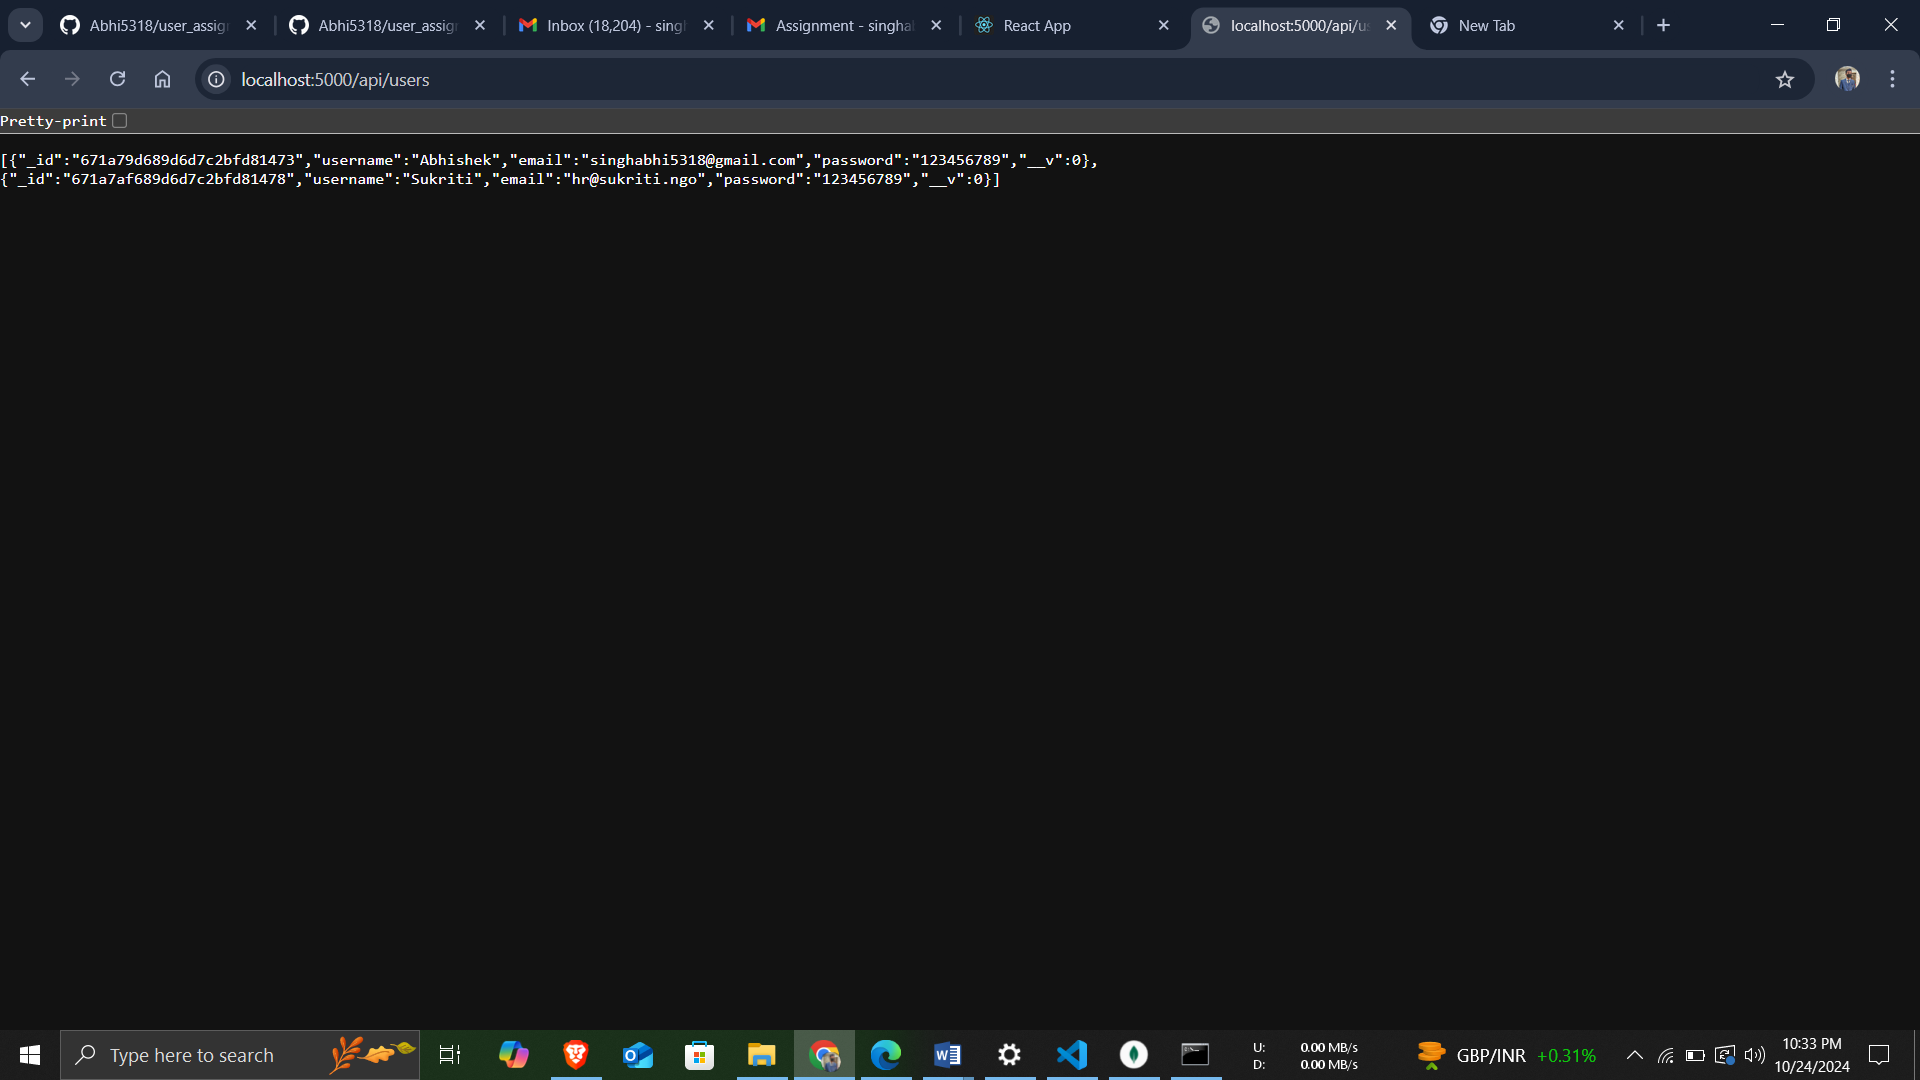 Abhi5318/user_assig
Abhi5318/user_assig
Inbox (18,204) - sing
Assignment - singha
React App
localhost:5000/api/u
New Tab
localhost:5000/api/users
Pretty-print
[{"_id":"671a79d689d6d7c2bfd81473","username":"Abhishek","email":"singhabhi5318@gmail.com","password":"123456789","__v":0},
{"_id":"671a7af689d6d7c2bfd81478","username":"Sukriti","email":"hr@sukriti.ngo","password":"123456789","__v":0}]
Type here to search
U: 0.00 MB/s
D: 0.00 MB/s
GBP/INR +0.31%
10:33 PM
10/24/2024